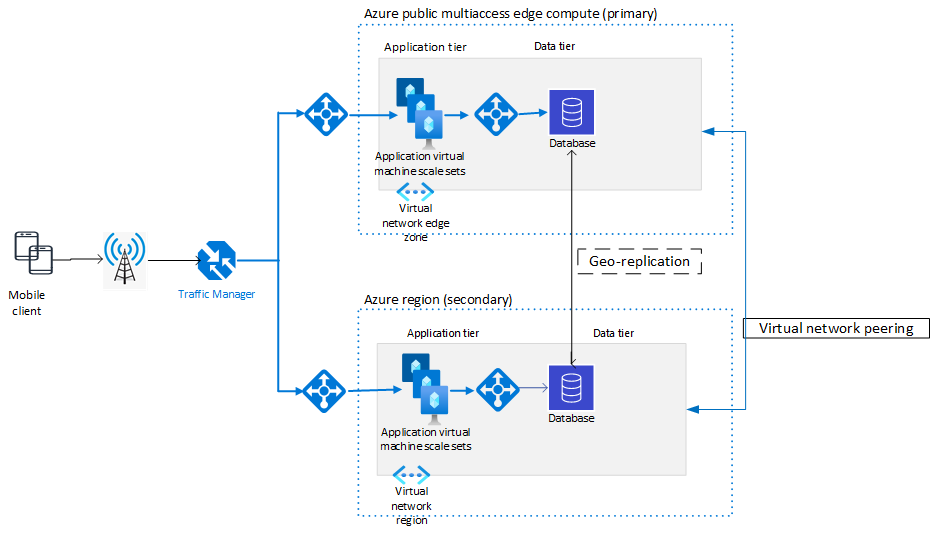 Azure public multiaccess edge compute (primary)
Application tier
Data tier
Application virtual
machine scale sets
Database
Virtual
network edge
zone
Geo-replication
Mobile
client
Traffic Manager
Azure region (secondary)
Virtual network peering
Application tier
Data tier
Application virtual
machine scale sets
Database
Virtual
network
region